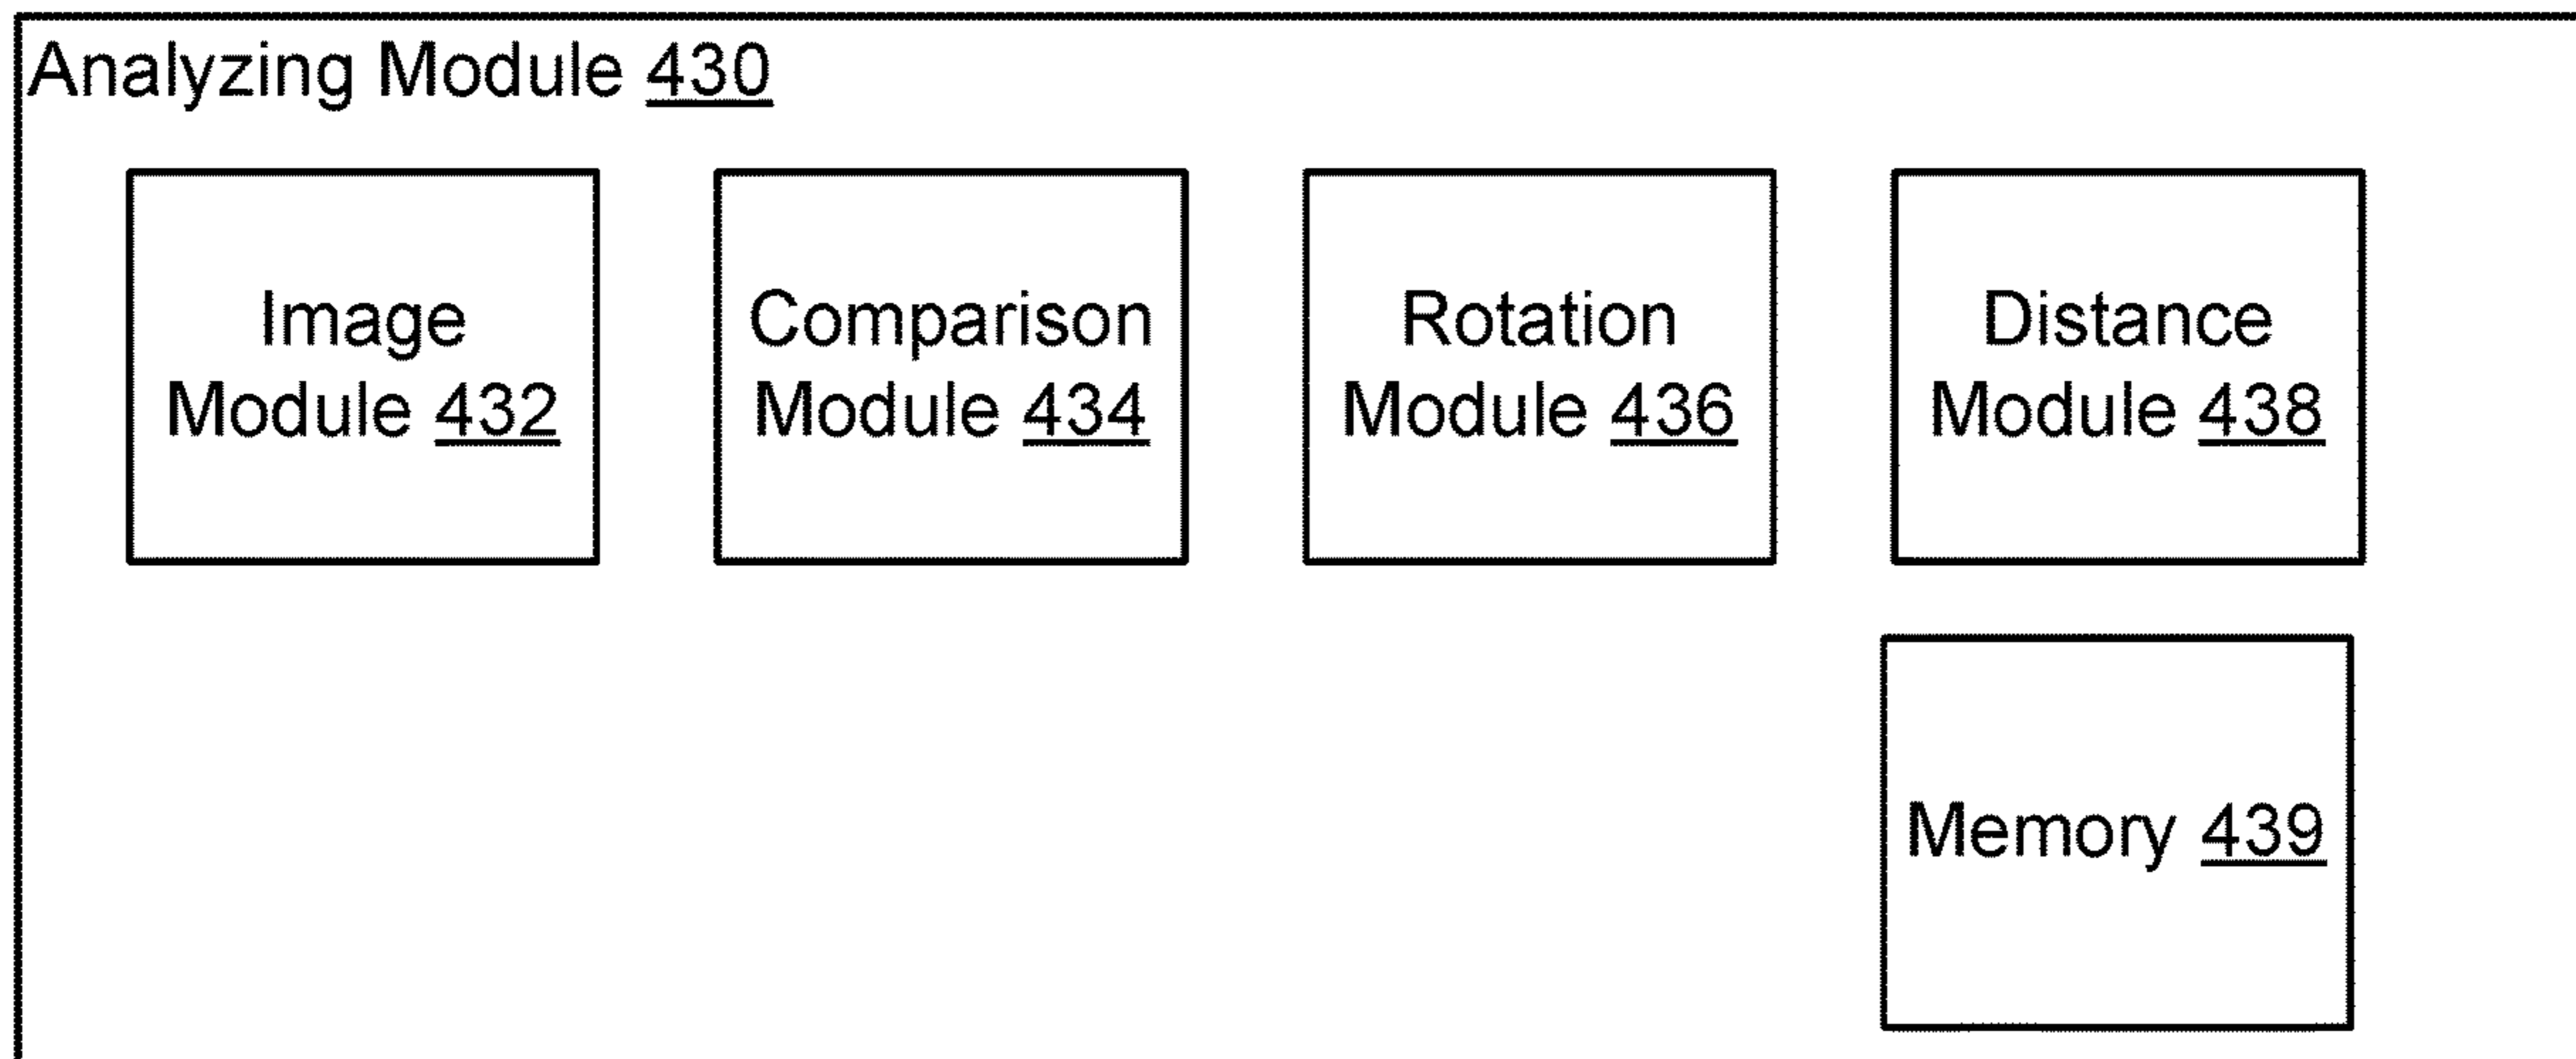 Analyzing Module 430
Image
Module 432
Comparison
Module 434
Rotation
Module 436
Distance
Module 438
Memory 439